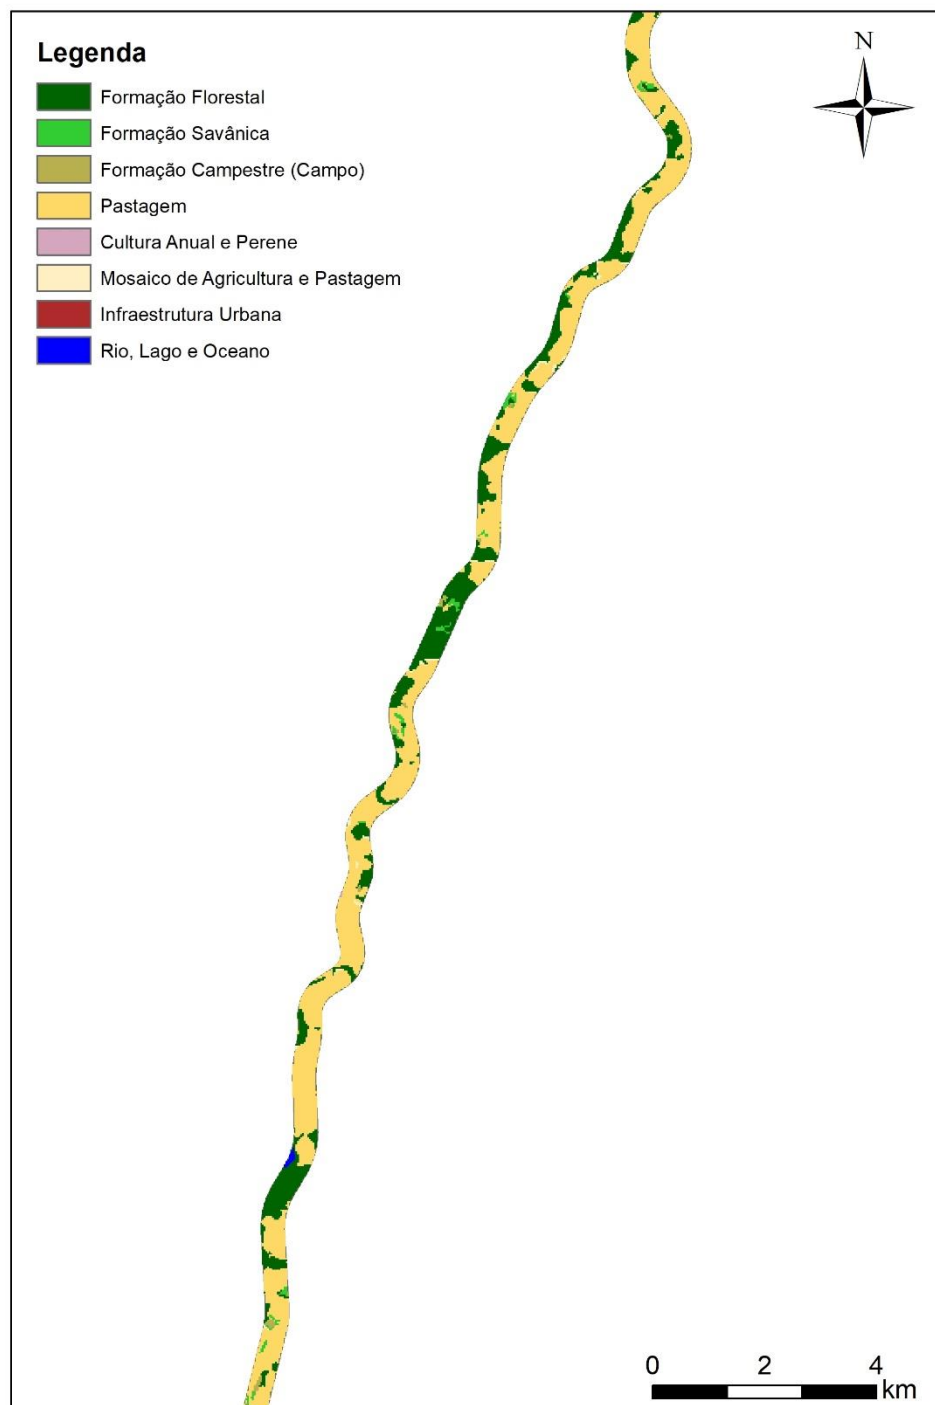 Legenda
Formação Florestal
Formação Savânica
Formação Campestre (Campo)
Pastagem
Cultura Anual e Perene
Mosaico de Agricultura e Pastagem
Infraestrutura Urbana
Rio, Lago e Oceano
N
0 2 4
km